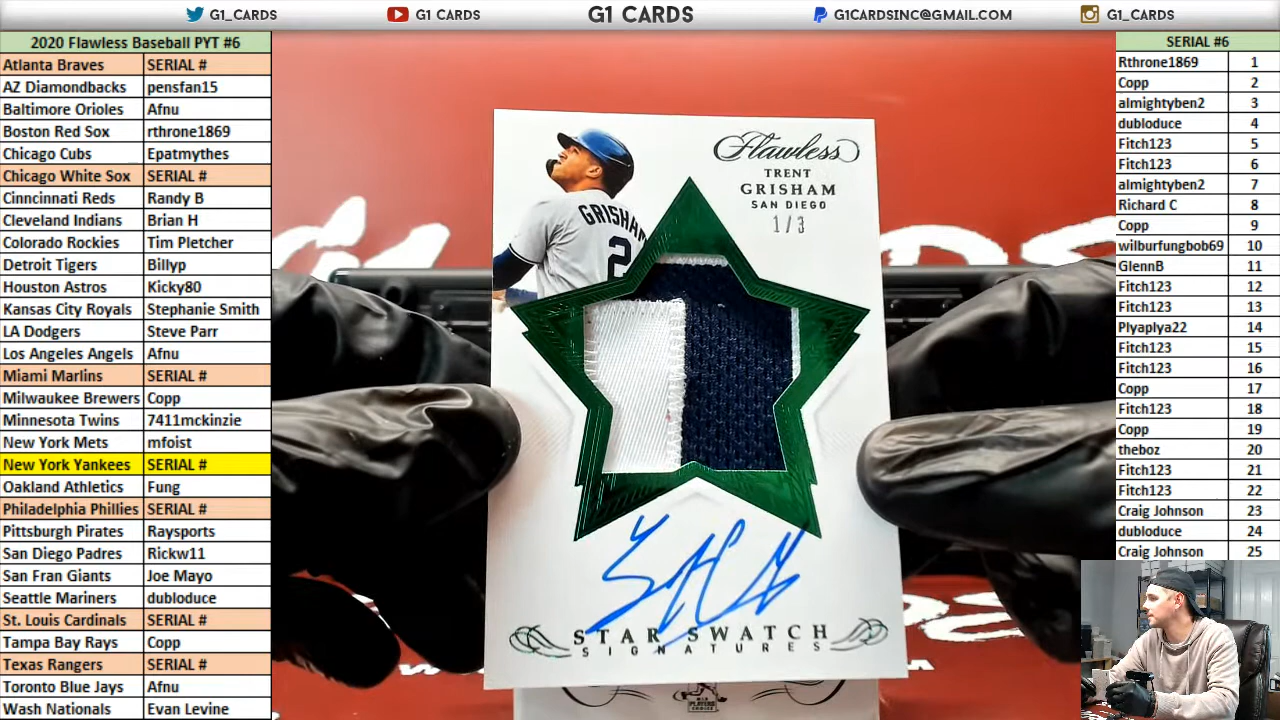 G1_CARDS
G1 CARDS
G1 CARDS
G1CARDSINC@GMAIL.COM
G1_CARDS
2020 Flawless Baseball PYT #6
Atlanta Braves SERIAL #
AZ Diamondbacks pensfan15
Baltimore Orioles Afnu
Boston Red Sox rthrone1869
Chicago Cubs Epatmythes
Chicago White Sox SERIAL #
Cinncinnati Reds Randy B
Cleveland Indians Brian H
Colorado Rockies Tim Pletcher
Detroit Tigers Billyp
Houston Astros Kicky80
Kansas City Royals Stephanie Smith
LA Dodgers Steve Parr
Los Angeles Angels Afnu
Miami Marlins SERIAL #
Milwaukee Brewers Copp
Minnesota Twins 7411mckinzie
New York Mets mfoist
New York Yankees SERIAL #
Oakland Athletics Fung
Philadelphia Phillies SERIAL #
Pittsburgh Pirates Raysports
San Diego Padres Rickw11
San Fran Giants Joe Mayo
Seattle Mariners dubloduce
St. Louis Cardinals SERIAL #
Tampa Bay Rays Copp
Texas Rangers SERIAL #
Toronto Blue Jays Afnu
Wash Nationals Evan Levine
Flawless
TRENT
GRISHAM
SAN DIEGO
1/3
GRISHAM
2
STAR SWATCH
SIGNATURES
SERIAL #6
Rthrone1869 1
Copp 2
almightyben2 3
dubloduce 4
Fitch123 5
Fitch123 6
almightyben2 7
Richard C 8
Copp 9
wilburfungbob69 10
GlennB 11
Fitch123 12
Fitch123 13
Plyaplya22 14
Fitch123 15
Fitch123 16
Copp 17
Fitch123 18
Copp 19
theboz 20
Fitch123 21
Fitch123 22
Craig Johnson 23
dubloduce 24
Craig Johnson 25